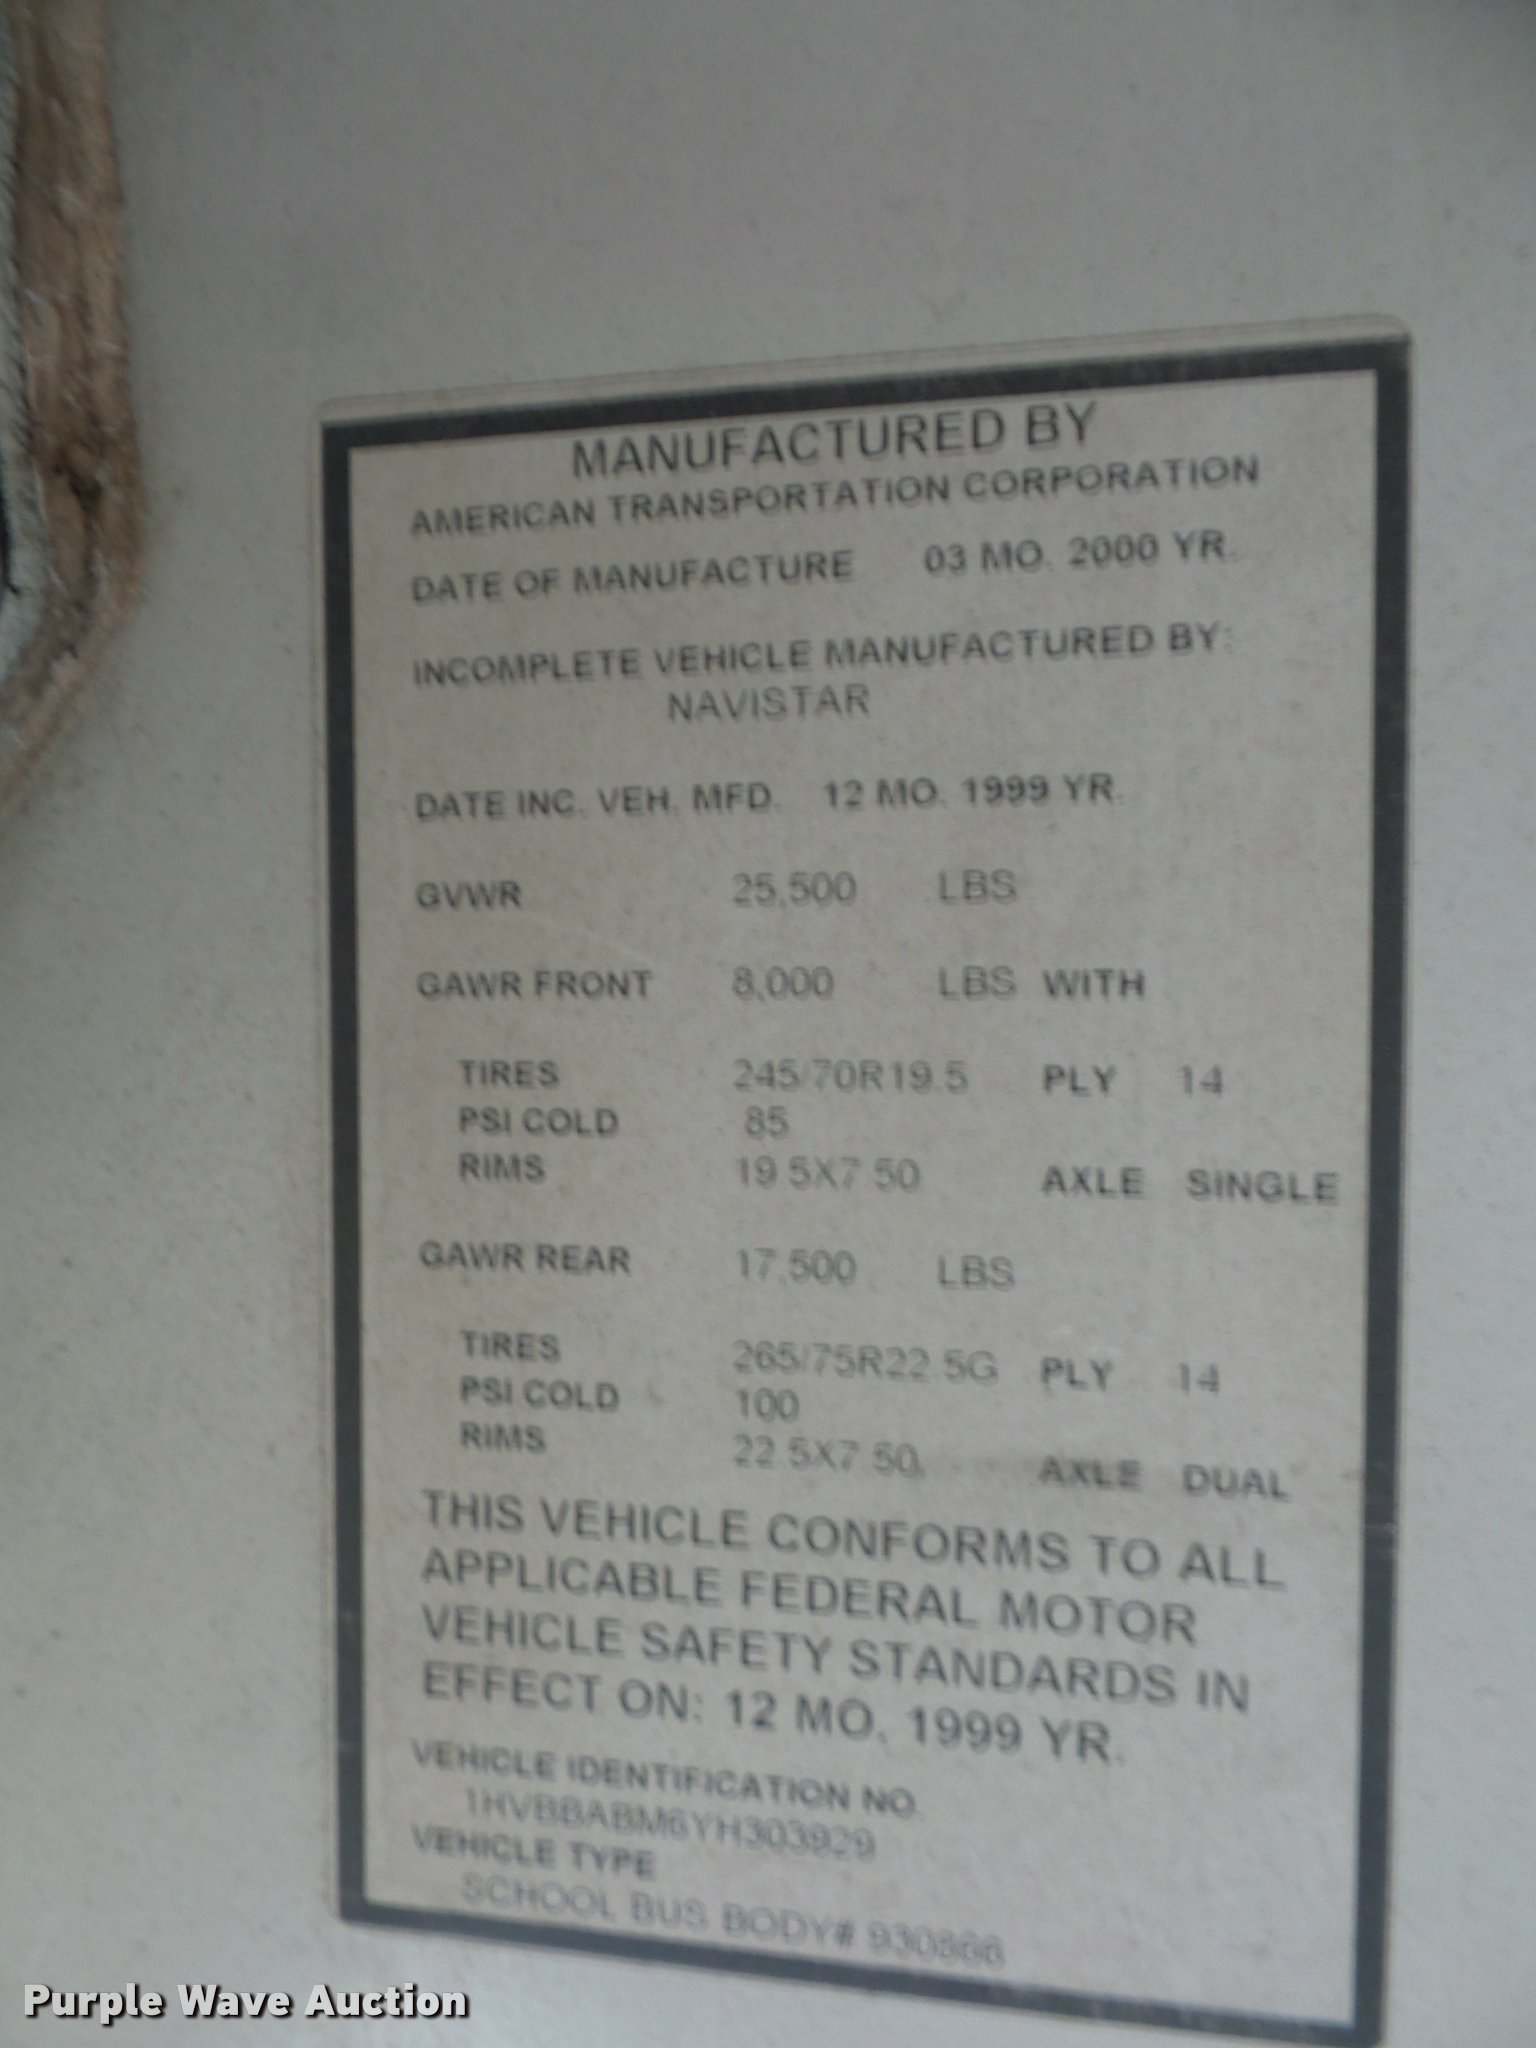 MANUFACTURED BY
AMERICAN TRANSPORTATION CORPORATION
DATE OF MANUFACTURE 03 MO. 2000 YR.
INCOMPLETE VEHICLE MANUFACTURED BY:
NAVISTAR
DATE INC. VEH. MFD. 12 MO. 1999 YR.
GVWR 25,500 LBS
GAWR FRONT 8,000 LBS WITH
TIRES 245/70R19.5 PLY 14
PSI COLD 85
RIMS 19.5X7.50 AXLE SINGLE
GAWR REAR 17,500 LBS
TIRES 265/75R22.5G PLY 14
PSI COLD 100
RIMS 22.5X7.50 AXLE DUAL
THIS VEHICLE CONFORMS TO ALL
APPLICABLE FEDERAL MOTOR
VEHICLE SAFETY STANDARDS IN
EFFECT ON: 12 MO. 1999 YR.
VEHICLE IDENTIFICATION NO.
1HVBBABM6YH303929
VEHICLE TYPE
SCHOOL BUS BODY#
Purple Wave Auction